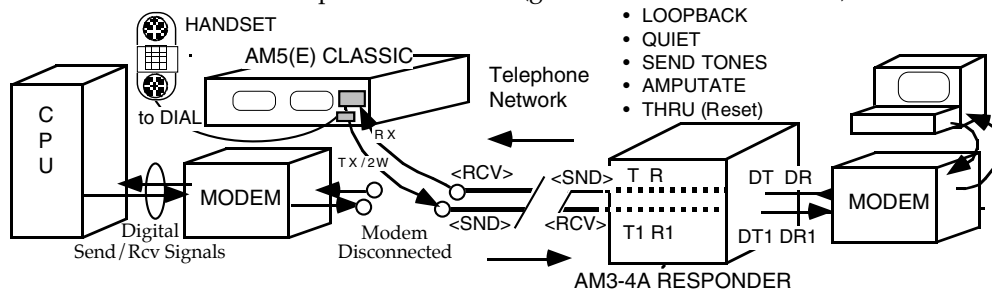 HANDSET
• LOOPBACK
• QUIET
• SEND TONES
• AMPUTATE
• THRU (Reset)
AM5(E) CLASSIC
Telephone
Network
to DIAL
CPU
RX
TX/2W
<RCV>
<SND>
T R
DT DR
MODEM
MODEM
<SND>
<RCV>
T1 R1
DT1 DR1
Digital
Send/Rcv Signals
Modem
Disconnected
AM3-4A RESPONDER